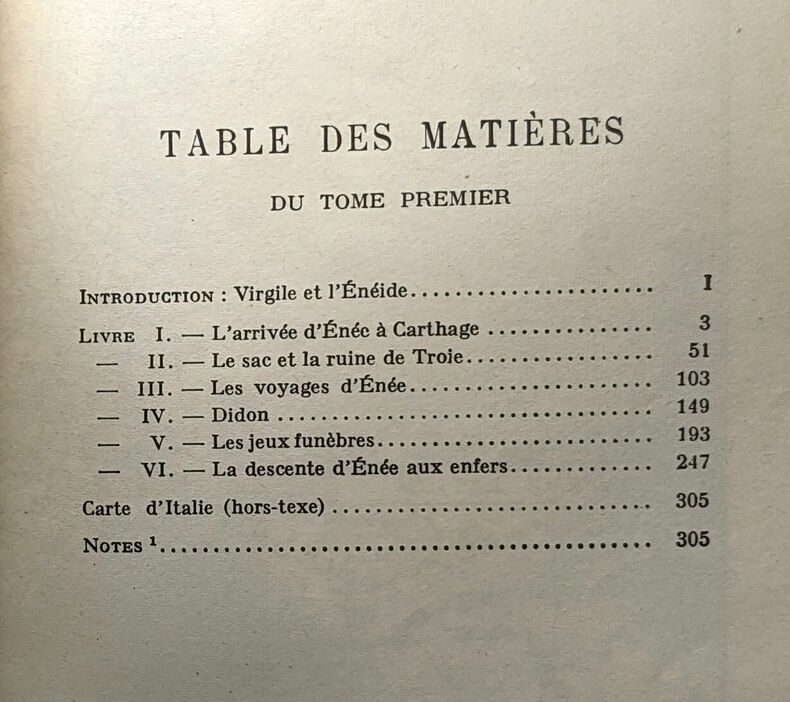 TABLE DES MATIÈRES
DU TOME PREMIER
INTRODUCTION : Virgile et l'Énéide....................... I
LIVRE I. — L'arrivée d'Énée à Carthage ............... 3
— II. — Le sac et la ruine de Troie................. 51
— III. — Les voyages d'Énée...................... 103
— IV. — Didon .................................. 149
— V. — Les jeux funèbres......................... 193
— VI. — La descente d'Énée aux enfers............. 247
Carte d'Italie (hors-texe) ............................. 305
NOTES ¹............................................... 305